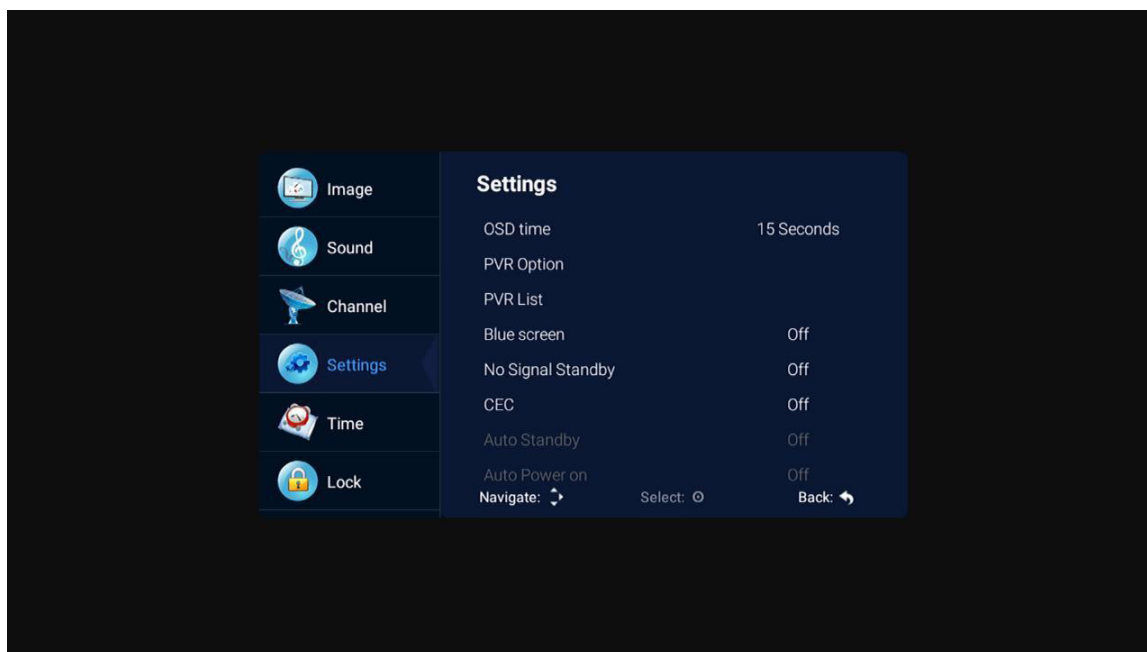 Image
Sound
Channel
Settings
Time
Lock
Settings
OSD time 15 Seconds
PVR Option
PVR List
Blue screen Off
No Signal Standby Off
CEC Off
Auto Standby Off
Auto Power on Off
Navigate: Select: Back: